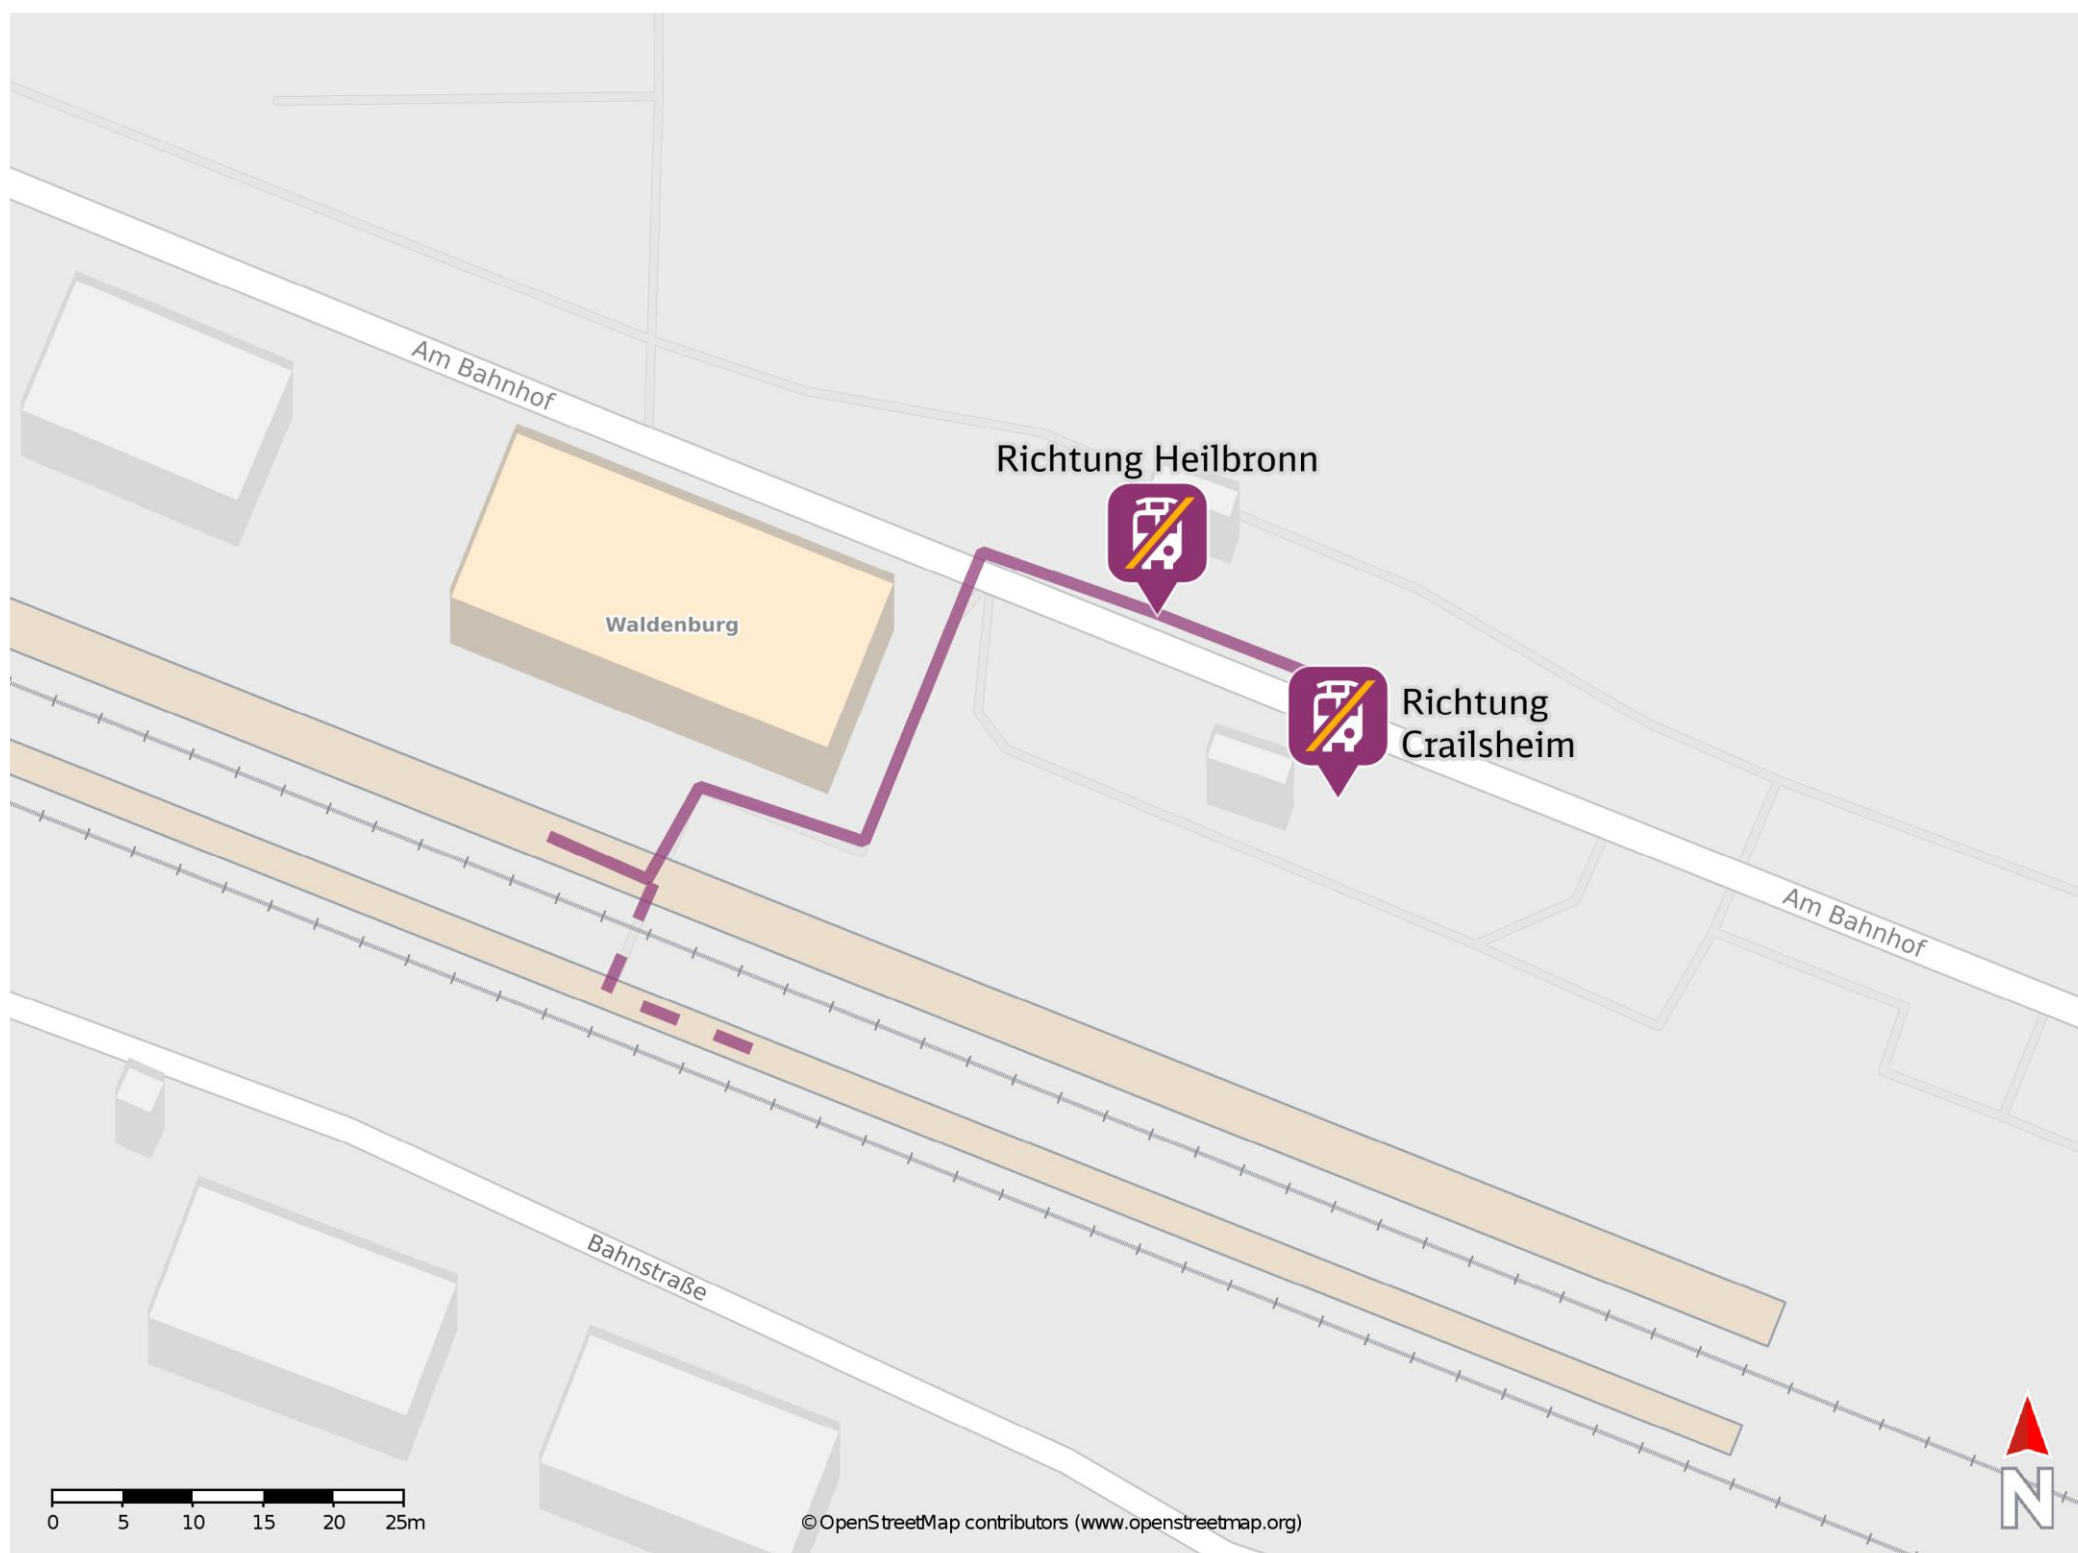 Am Bahnhof
Richtung Heilbronn
Waldenburg
Richtung
Crailsheim
Am Bahnhof
Bahnstraße
0 5 10 15 20 25m
©OpenStreetMap contributors (www.openstreetmap.org)
N